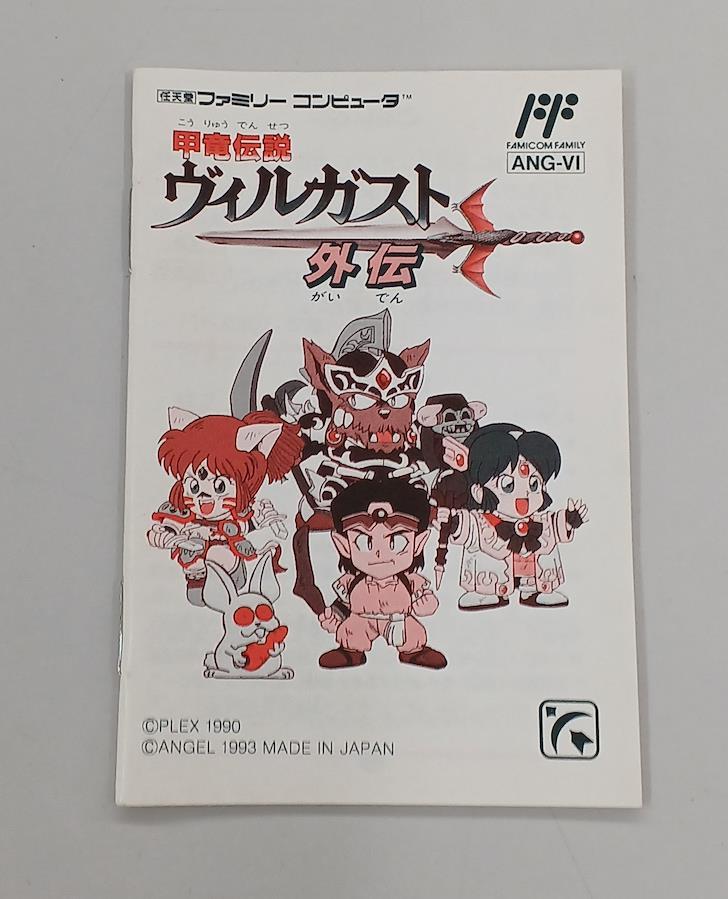 任天堂 ファミリー コンピュータ™
FF
FAMICOM FAMILY
ANG-VI
こうりゅうでんせつ
甲竜伝説
ヴィルガスト
外伝
がいでん
©PLEX 1990
©ANGEL 1993 MADE IN JAPAN